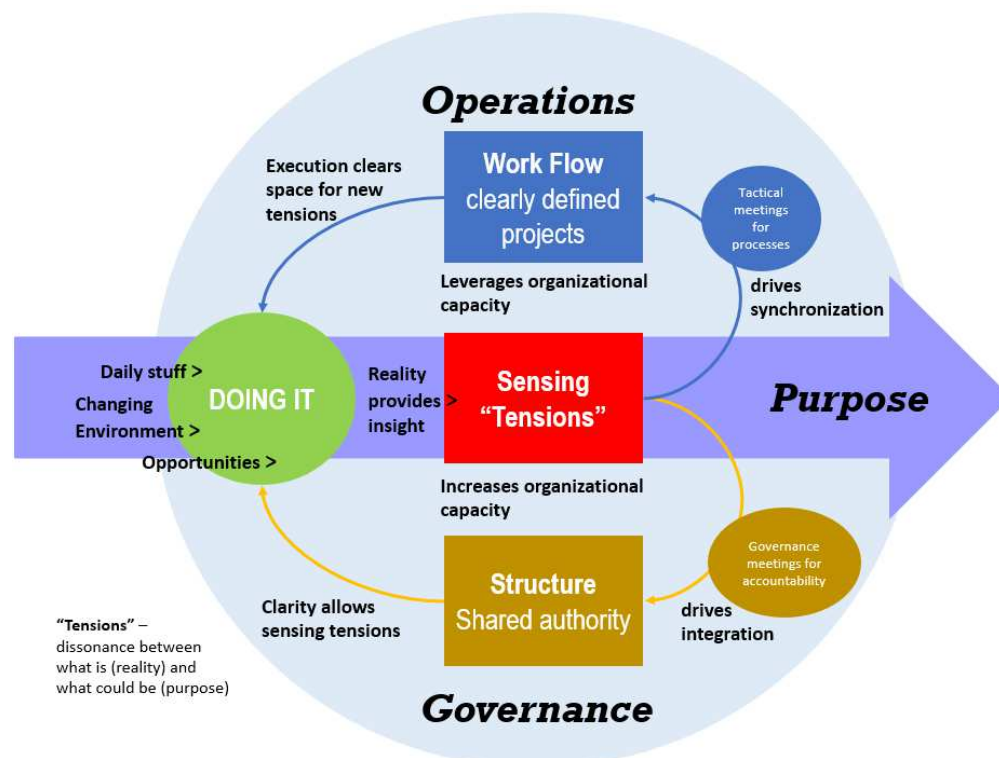 Operations
Work Flow
clearly defined
projects
Execution clears
space for new
tensions
Tactical
meetings
for
processes
Leverages organizational
capacity
drives
synchronization
Daily stuff >
Changing
Environment >
Opportunities >
DOING IT
Reality
provides >
insight
Sensing
“Tensions”
Purpose
Increases organizational
capacity
Governance
meetings for
accountability
Structure
Shared authority
Clarity allows
sensing tensions
drives
integration
“Tensions” –
dissonance between
what is (reality) and
what could be (purpose)
Governance